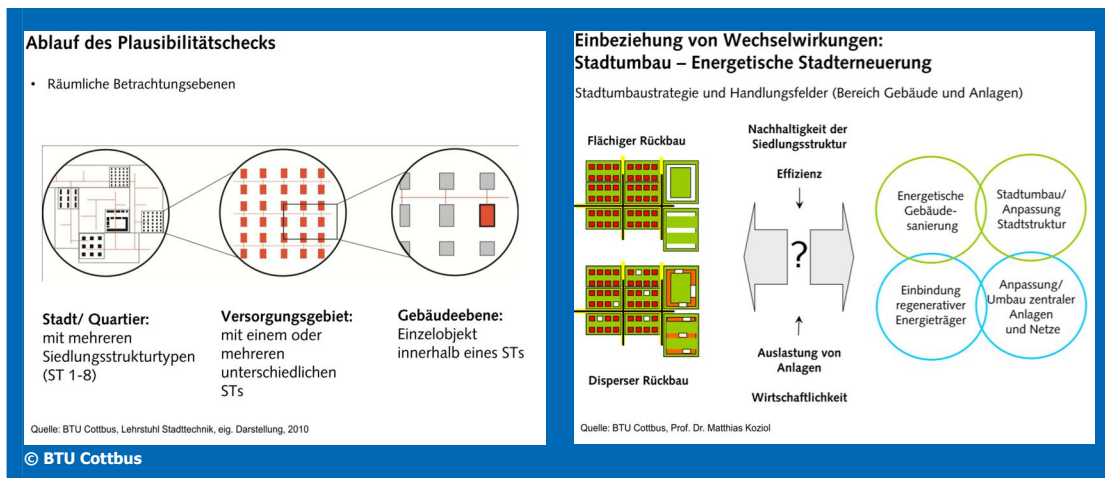 Ablauf des Plausibilitätschecks
• Räumliche Betrachtungsebenen
Stadt/ Quartier:
mit mehreren
Siedlungsstrukturtypen
(ST 1-8)
Versorgungsgebiet:
mit einem oder
mehreren
unterschiedlichen
STs
Gebäudeebene:
Einzelobjekt
innerhalb eines STs
Quelle: BTU Cottbus, Lehrstuhl Stadttechnik, eig. Darstellung, 2010
Einbeziehung von Wechselwirkungen:
Stadtumbau – Energetische Stadterneuerung
Stadtumbaustrategie und Handlungsfelder (Bereich Gebäude und Anlagen)
Flächiger Rückbau
Disperser Rückbau
Nachhaltigkeit der
Siedlungsstruktur
Effizienz
?
Auslastung von
Anlagen
Wirtschaftlichkeit
Energetische
Gebäude-
sanierung
Stadtumbau/
Anpassung
Stadtstruktur
Einbindung
regenerativer
Energieträger
Anpassung/
Umbau zentraler
Anlagen
und Netze
Quelle: BTU Cottbus, Prof. Dr. Matthias Koziol
© BTU Cottbus